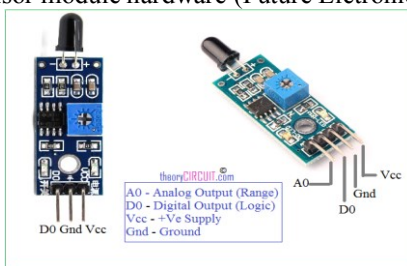 sor module hardware (Future Eletroni
- +
D0 Gnd Vcc
theoryCIRCUIT.com
A0 - Analog Output (Range)
D0 - Digital Output (Logic)
Vcc - +Ve Supply
Gnd - Ground
A0
D0
Gnd
Vcc